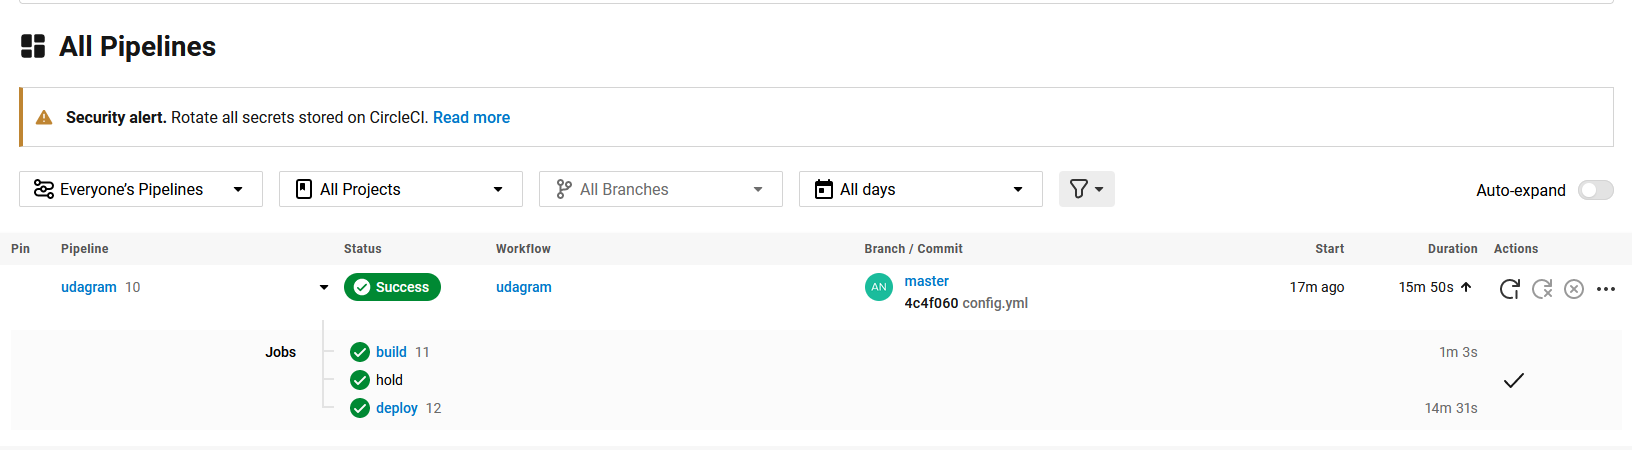 All Pipelines
Security alert. Rotate all secrets stored on CircleCI. Read more
Everyone's Pipelines All Projects All Branches All days Auto-expand
Pin Pipeline Status Workflow Branch / Commit Start Duration Actions
udagram 10 Success udagram AN master 17m ago 15m 50s
4c4f060 config.yml
Jobs build 11 1m 3s
hold
deploy 12 14m 31s